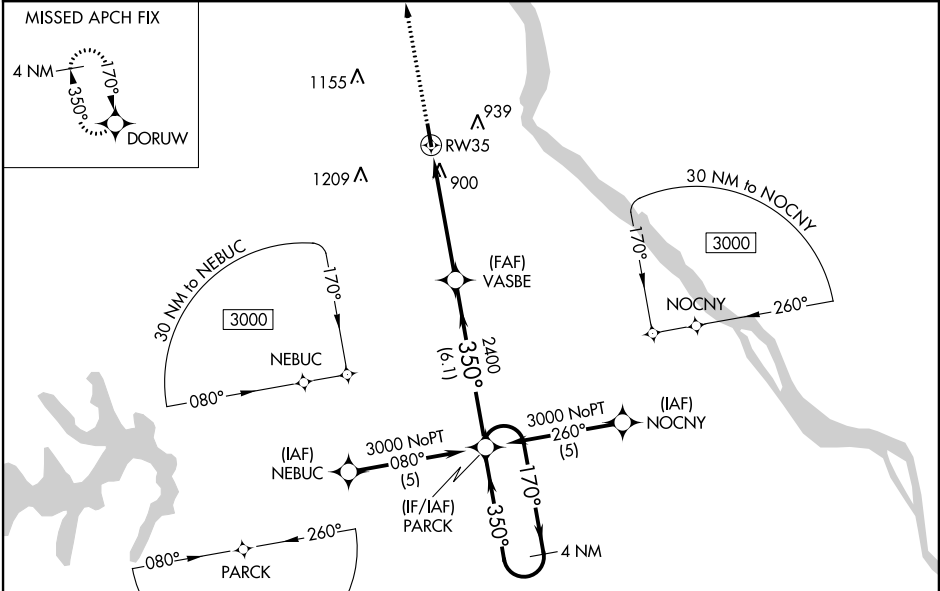 MISSED APCH FIX
4 NM
170°
350°
DORUW
1155
939
RW35
1209
900
30 NM to NEBUC
3000
170°
NEBUC
080°
(FAF)
VASBE
30 NM to NOCNY
3000
170°
NOCNY
260°
2400
350°
(6.1)
(IAF)
NEBUC
3000 NoPT
080°
(5)
3000 NoPT
260°
(5)
(IAF)
NOCNY
(IF/IAF)
PARCK
170°
350°
4 NM
080°
260°
PARCK